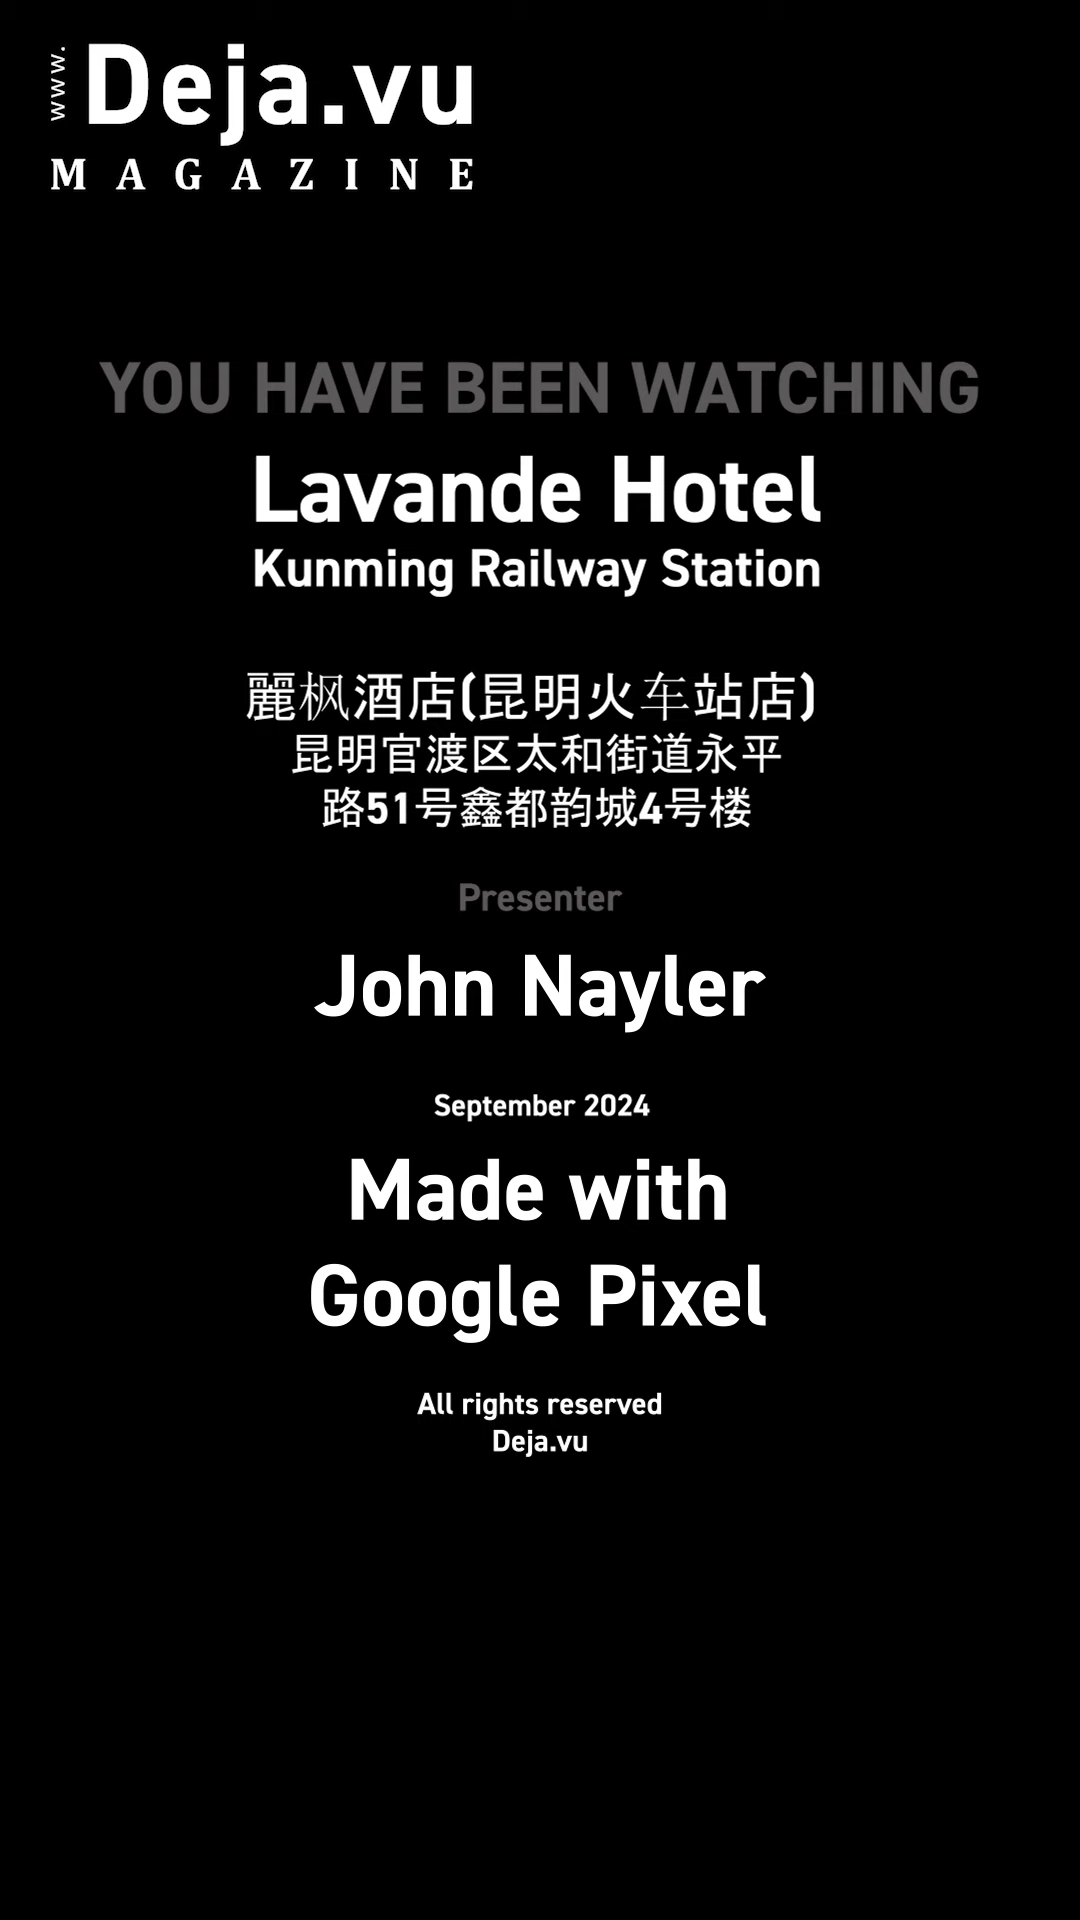 www.
Deja.vu
MAGAZINE
YOU HAVE BEEN WATCHING
Lavande Hotel
Kunming Railway Station
麗枫酒店(昆明火车站店)
昆明官渡区太和街道永平
路51号鑫都韵城4号楼
Presenter
John Nayler
September 2024
Made with
Google Pixel
All rights reserved
Deja.vu